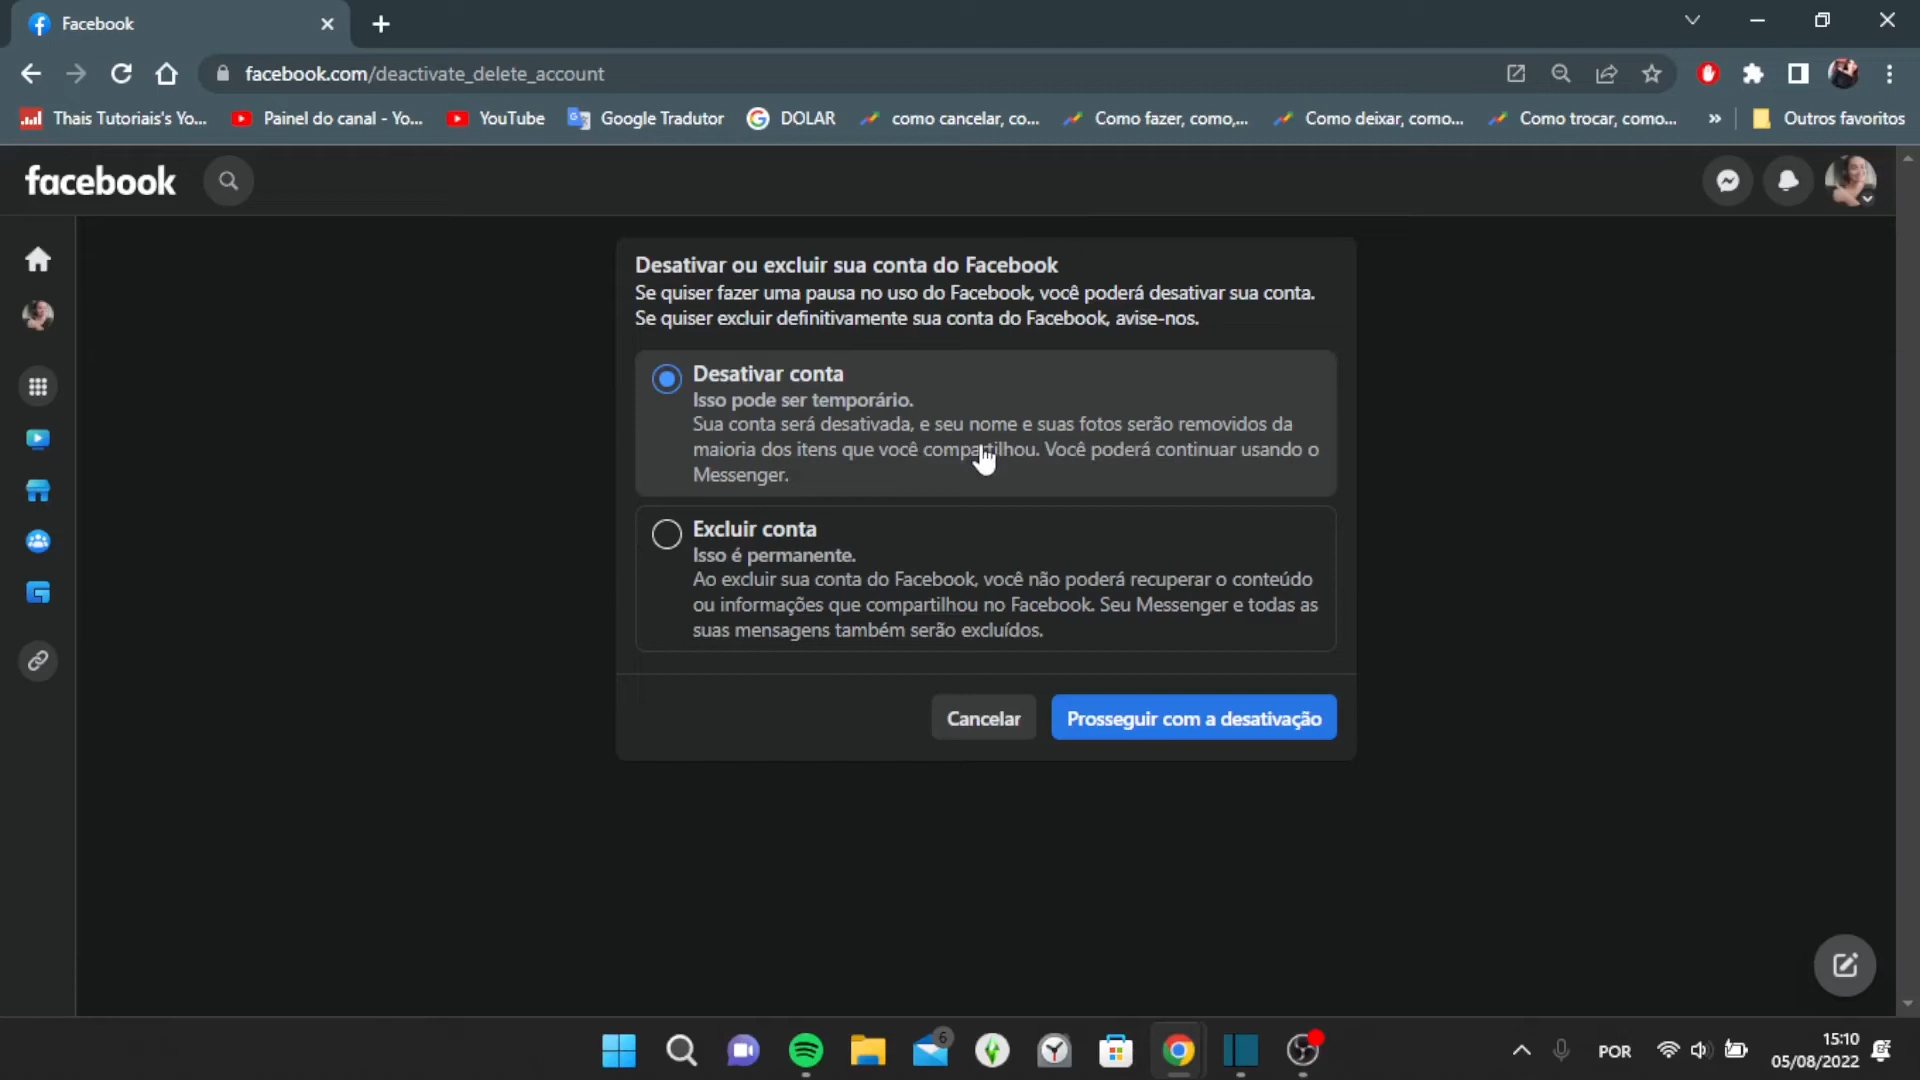 Facebook
facebook.com/deactivate_delete_account
Thais Tutoriais's Yo...
Painel do canal - Yo...
YouTube
Google Tradutor
DOLAR
como cancelar, co...
Como fazer, como,...
Como deixar, como...
Como trocar, como...
»
Outros favoritos
facebook
Desativar ou excluir sua conta do Facebook
Se quiser fazer uma pausa no uso do Facebook, você poderá desativar sua conta.
Se quiser excluir definitivamente sua conta do Facebook, avise-nos.
Desativar conta
Isso pode ser temporário.
Sua conta será desativada, e seu nome e suas fotos serão removidos da
maioria dos itens que você compartilhou. Você poderá continuar usando o
Messenger.
Excluir conta
Isso é permanente.
Ao excluir sua conta do Facebook, você não poderá recuperar o conteúdo
ou informações que compartilhou no Facebook. Seu Messenger e todas as
suas mensagens também serão excluídos.
Cancelar
Prosseguir com a desativação
6
POR
15:10
05/08/2022